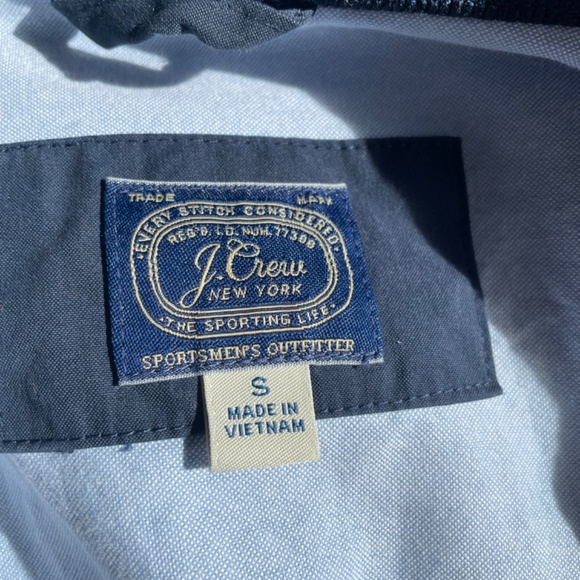 TRADE MARK
EVERY STITCH CONSIDERED
REG'D. I.D. NUM. 77388
J.Crew
NEW YORK
THE SPORTING LIFE
SPORTSMEN'S OUTFITTER
S
MADE IN
VIETNAM